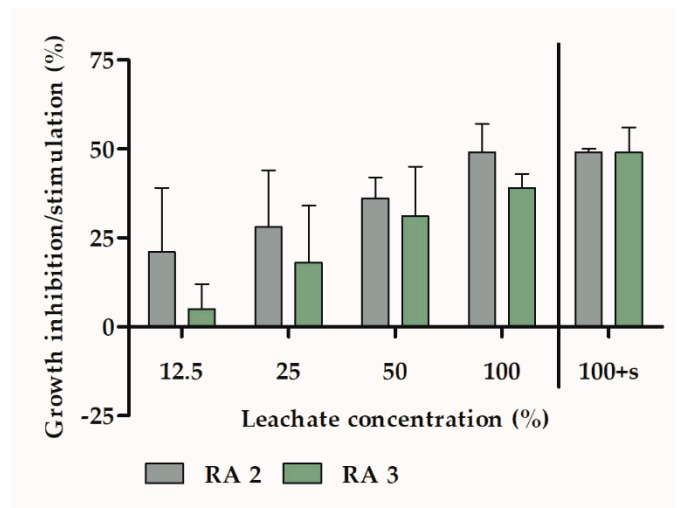 Growth inhibition/stimulation (%)
75
50
25
0
-25
12.5 25 50 100 100+s
Leachate concentration (%)
RA 2 RA 3